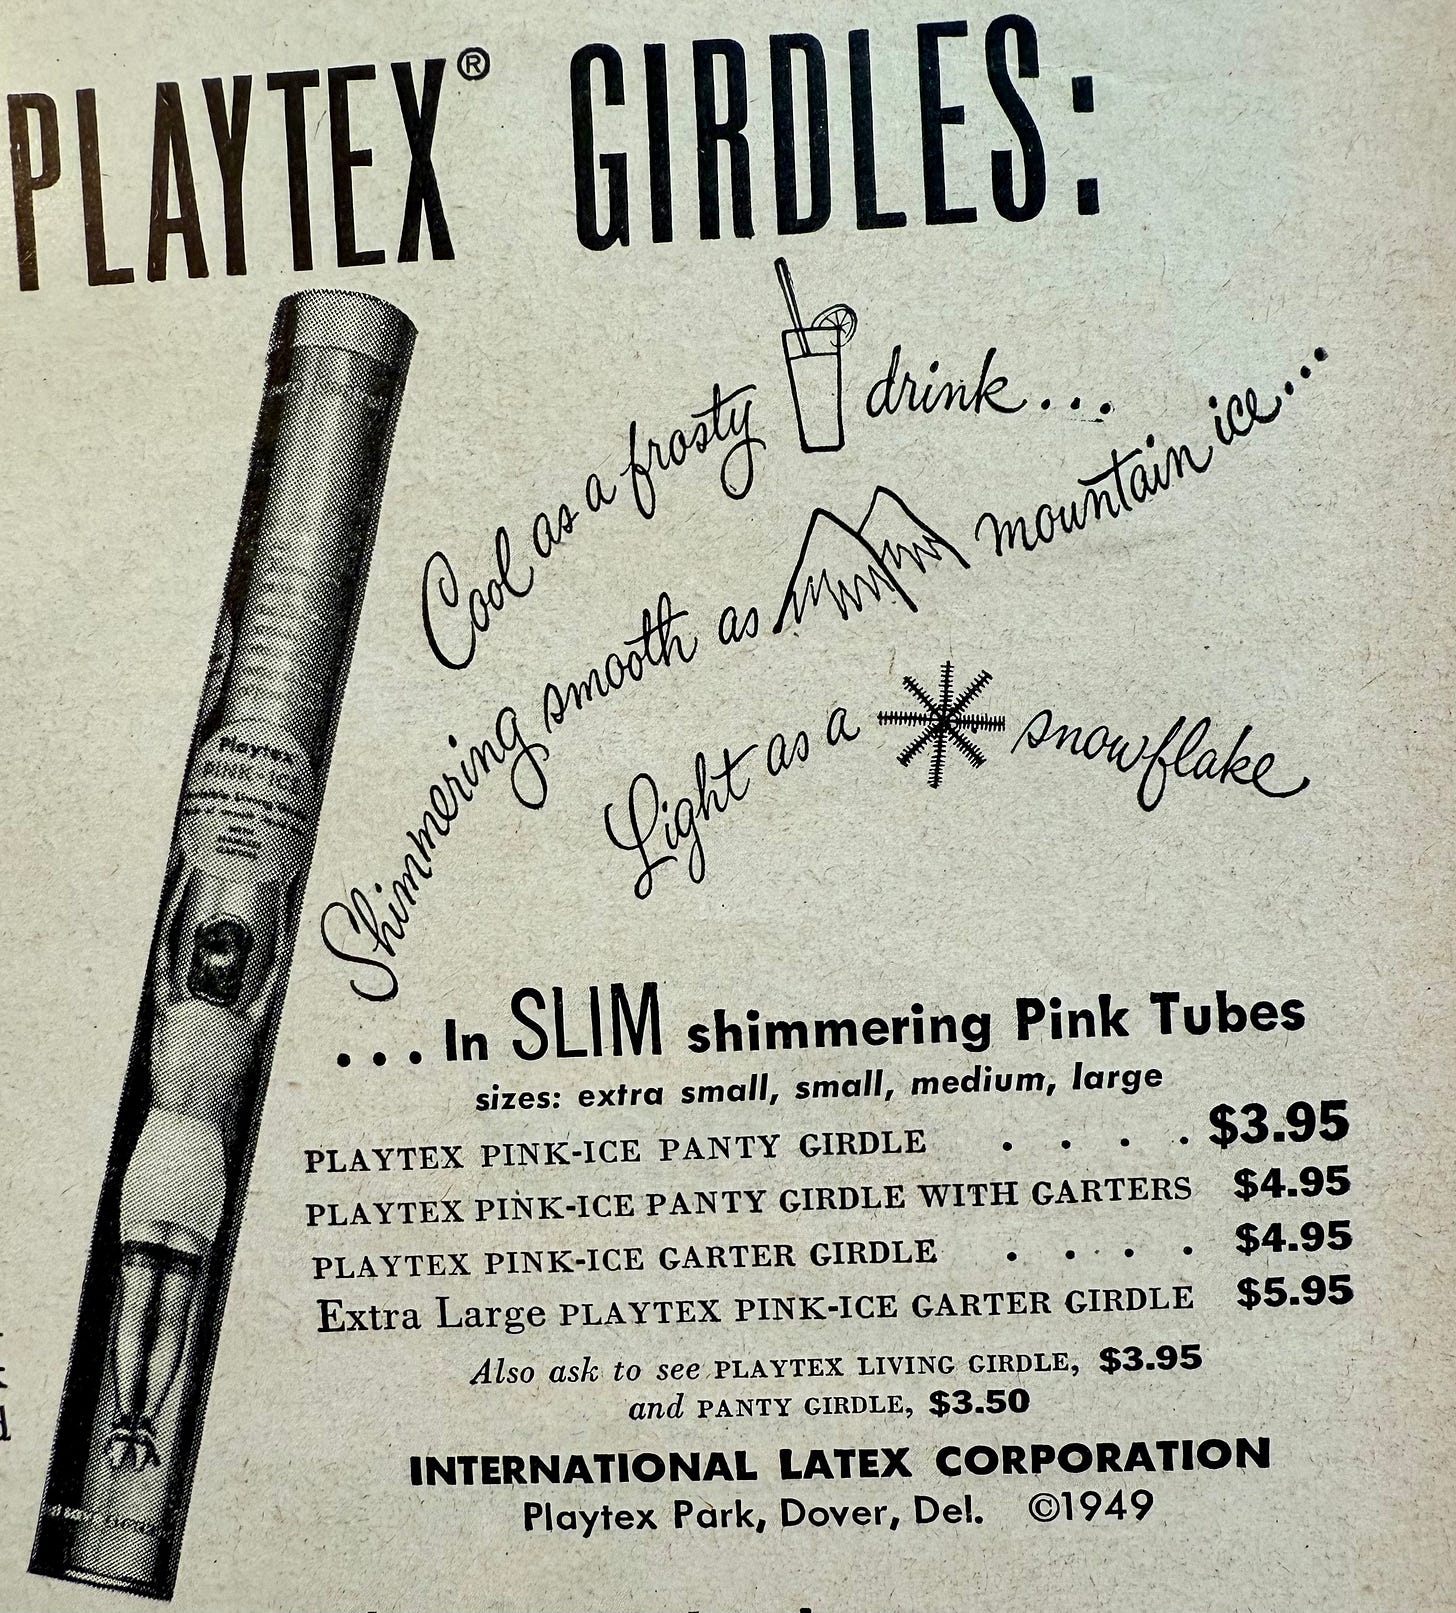 PLAYTEX® GIRDLES:
Cool as a frosty drink...
Shimmering smooth as mountain ice...
Light as a snowflake
Playtex
PINK-ICE
...In SLIM shimmering Pink Tubes
sizes: extra small, small, medium, large
PLAYTEX PINK-ICE PANTY GIRDLE . . . . $3.95
PLAYTEX PINK-ICE PANTY GIRDLE WITH GARTERS $4.95
PLAYTEX PINK-ICE GARTER GIRDLE . . . . $4.95
Extra Large PLAYTEX PINK-ICE GARTER GIRDLE $5.95
Also ask to see PLAYTEX LIVING GIRDLE, $3.95
and PANTY GIRDLE, $3.50
INTERNATIONAL LATEX CORPORATION
Playtex Park, Dover, Del. ©1949